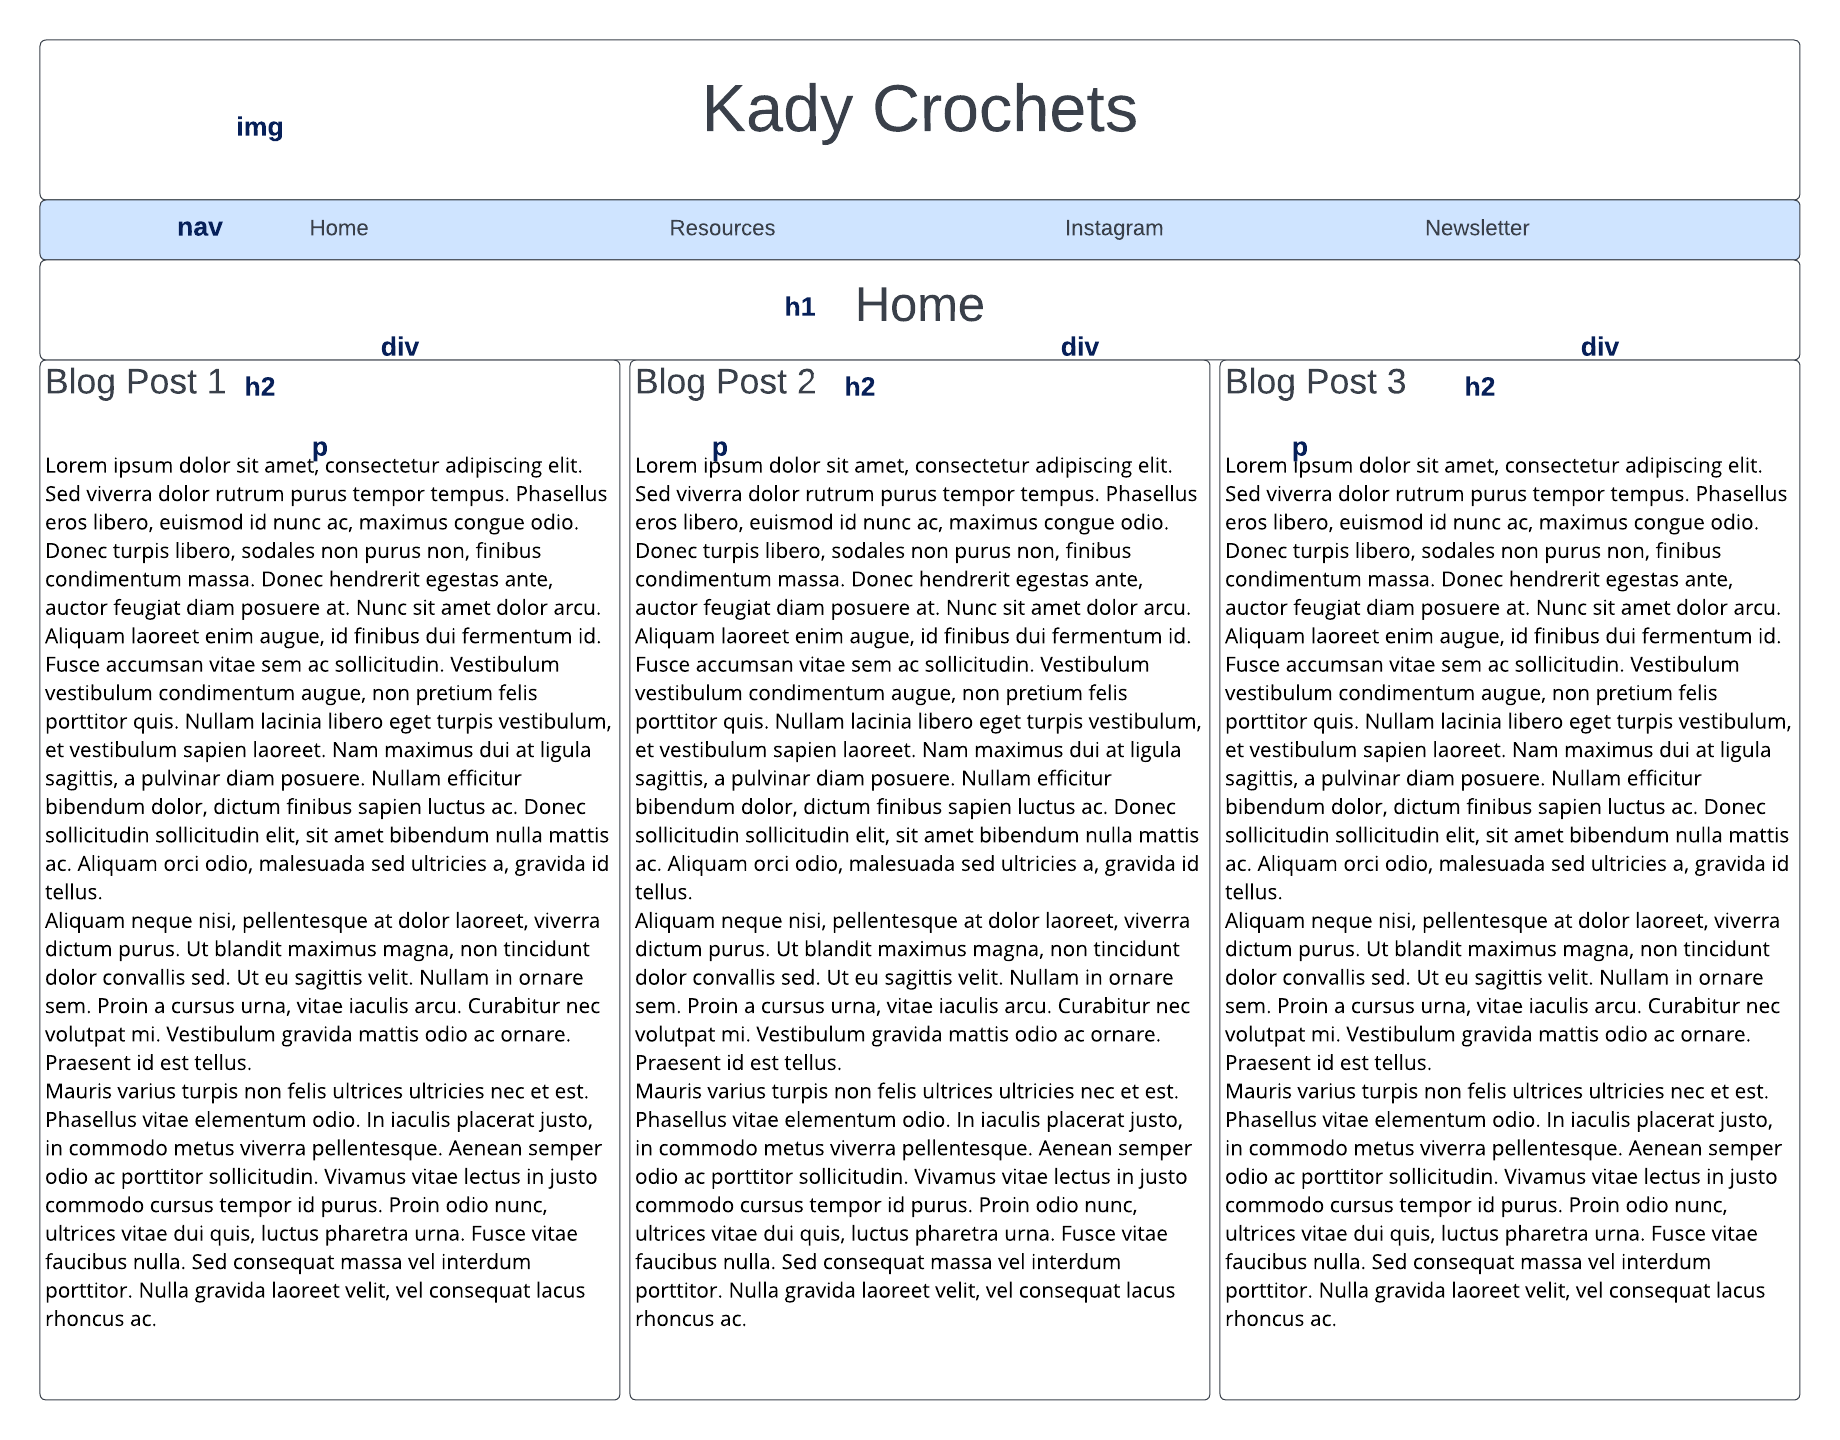 Kady Crochets
img
nav Home Resources Instagram Newsletter
h1 Home
div div div
Blog Post 1 h2
p
Lorem ipsum dolor sit amet, consectetur adipiscing elit.
Sed viverra dolor rutrum purus tempor tempus. Phasellus
eros libero, euismod id nunc ac, maximus congue odio.
Donec turpis libero, sodales non purus non, finibus
condimentum massa. Donec hendrerit egestas ante,
auctor feugiat diam posuere at. Nunc sit amet dolor arcu.
Aliquam laoreet enim augue, id finibus dui fermentum id.
Fusce accumsan vitae sem ac sollicitudin. Vestibulum
vestibulum condimentum augue, non pretium felis
porttitor quis. Nullam lacinia libero eget turpis vestibulum,
et vestibulum sapien laoreet. Nam maximus dui at ligula
sagittis, a pulvinar diam posuere. Nullam efficitur
bibendum dolor, dictum finibus sapien luctus ac. Donec
sollicitudin sollicitudin elit, sit amet bibendum nulla mattis
ac. Aliquam orci odio, malesuada sed ultricies a, gravida id
tellus.
Aliquam neque nisi, pellentesque at dolor laoreet, viverra
dictum purus. Ut blandit maximus magna, non tincidunt
dolor convallis sed. Ut eu sagittis velit. Nullam in ornare
sem. Proin a cursus urna, vitae iaculis arcu. Curabitur nec
volutpat mi. Vestibulum gravida mattis odio ac ornare.
Praesent id est tellus.
Mauris varius turpis non felis ultrices ultricies nec et est.
Phasellus vitae elementum odio. In iaculis placerat justo,
in commodo metus viverra pellentesque. Aenean semper
odio ac porttitor sollicitudin. Vivamus vitae lectus in justo
commodo cursus tempor id purus. Proin odio nunc,
ultrices vitae dui quis, luctus pharetra urna. Fusce vitae
faucibus nulla. Sed consequat massa vel interdum
porttitor. Nulla gravida laoreet velit, vel consequat lacus
rhoncus ac.
Blog Post 2 h2
p
Lorem ipsum dolor sit amet, consectetur adipiscing elit.
Sed viverra dolor rutrum purus tempor tempus. Phasellus
eros libero, euismod id nunc ac, maximus congue odio.
Donec turpis libero, sodales non purus non, finibus
condimentum massa. Donec hendrerit egestas ante,
auctor feugiat diam posuere at. Nunc sit amet dolor arcu.
Aliquam laoreet enim augue, id finibus dui fermentum id.
Fusce accumsan vitae sem ac sollicitudin. Vestibulum
vestibulum condimentum augue, non pretium felis
porttitor quis. Nullam lacinia libero eget turpis vestibulum,
et vestibulum sapien laoreet. Nam maximus dui at ligula
sagittis, a pulvinar diam posuere. Nullam efficitur
bibendum dolor, dictum finibus sapien luctus ac. Donec
sollicitudin sollicitudin elit, sit amet bibendum nulla mattis
ac. Aliquam orci odio, malesuada sed ultricies a, gravida id
tellus.
Aliquam neque nisi, pellentesque at dolor laoreet, viverra
dictum purus. Ut blandit maximus magna, non tincidunt
dolor convallis sed. Ut eu sagittis velit. Nullam in ornare
sem. Proin a cursus urna, vitae iaculis arcu. Curabitur nec
volutpat mi. Vestibulum gravida mattis odio ac ornare.
Praesent id est tellus.
Mauris varius turpis non felis ultrices ultricies nec et est.
Phasellus vitae elementum odio. In iaculis placerat justo,
in commodo metus viverra pellentesque. Aenean semper
odio ac porttitor sollicitudin. Vivamus vitae lectus in justo
commodo cursus tempor id purus. Proin odio nunc,
ultrices vitae dui quis, luctus pharetra urna. Fusce vitae
faucibus nulla. Sed consequat massa vel interdum
porttitor. Nulla gravida laoreet velit, vel consequat lacus
rhoncus ac.
Blog Post 3 h2
p
Lorem ipsum dolor sit amet, consectetur adipiscing elit.
Sed viverra dolor rutrum purus tempor tempus. Phasellus
eros libero, euismod id nunc ac, maximus congue odio.
Donec turpis libero, sodales non purus non, finibus
condimentum massa. Donec hendrerit egestas ante,
auctor feugiat diam posuere at. Nunc sit amet dolor arcu.
Aliquam laoreet enim augue, id finibus dui fermentum id.
Fusce accumsan vitae sem ac sollicitudin. Vestibulum
vestibulum condimentum augue, non pretium felis
porttitor quis. Nullam lacinia libero eget turpis vestibulum,
et vestibulum sapien laoreet. Nam maximus dui at ligula
sagittis, a pulvinar diam posuere. Nullam efficitur
bibendum dolor, dictum finibus sapien luctus ac. Donec
sollicitudin sollicitudin elit, sit amet bibendum nulla mattis
ac. Aliquam orci odio, malesuada sed ultricies a, gravida id
tellus.
Aliquam neque nisi, pellentesque at dolor laoreet, viverra
dictum purus. Ut blandit maximus magna, non tincidunt
dolor convallis sed. Ut eu sagittis velit. Nullam in ornare
sem. Proin a cursus urna, vitae iaculis arcu. Curabitur nec
volutpat mi. Vestibulum gravida mattis odio ac ornare.
Praesent id est tellus.
Mauris varius turpis non felis ultrices ultricies nec et est.
Phasellus vitae elementum odio. In iaculis placerat justo,
in commodo metus viverra pellentesque. Aenean semper
odio ac porttitor sollicitudin. Vivamus vitae lectus in justo
commodo cursus tempor id purus. Proin odio nunc,
ultrices vitae dui quis, luctus pharetra urna. Fusce vitae
faucibus nulla. Sed consequat massa vel interdum
porttitor. Nulla gravida laoreet velit, vel consequat lacus
rhoncus ac.